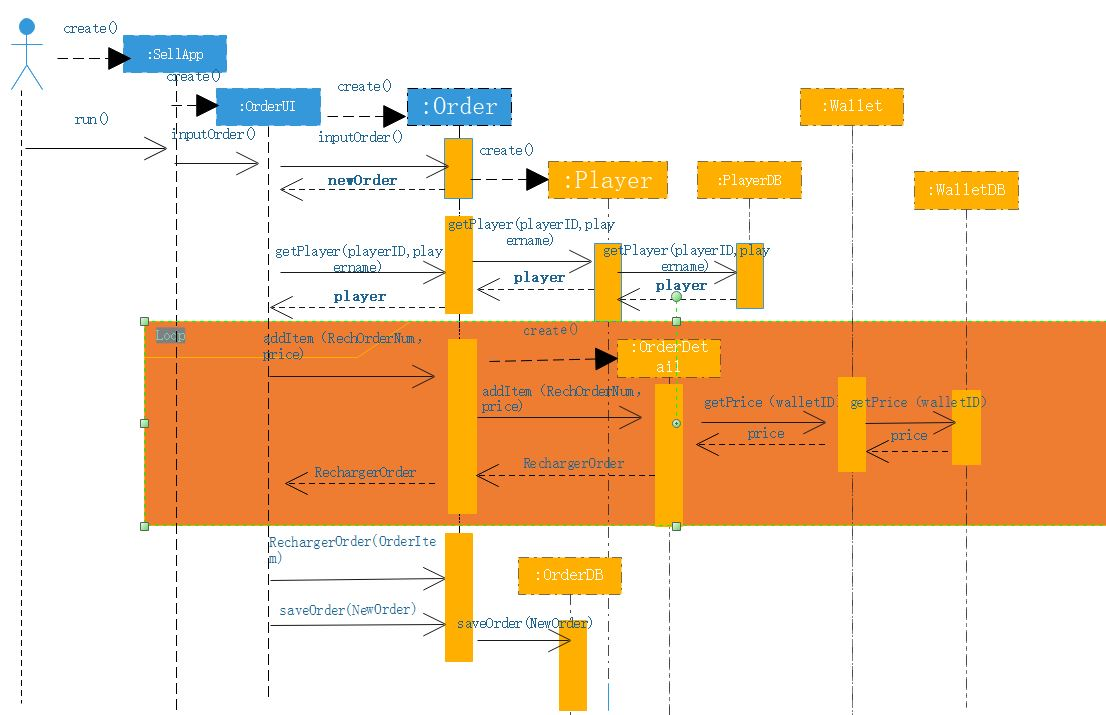 create()
:SellApp
create()
create()
:OrderUI
:Order
:Wallet
run()
inputOrder()
inputOrder()
create()
newOrder
:Player
:PlayerDB
:WalletDB
getPlayer(playerID,play
ername)
getPlayer(playerID,play
ername)
getPlayer(playerID,play
ername)
player
player
player
Loop
create()
addItem（RechOrderNum，
price)
:OrderDet
ail
addItem（RechOrderNum，
price)
getPrice（walletID)
getPrice（walletID)
price
price
RechargerOrder
RechargerOrder
RechargerOrder(OrderIte
m)
:OrderDB
saveOrder(NewOrder)
saveOrder(NewOrder)